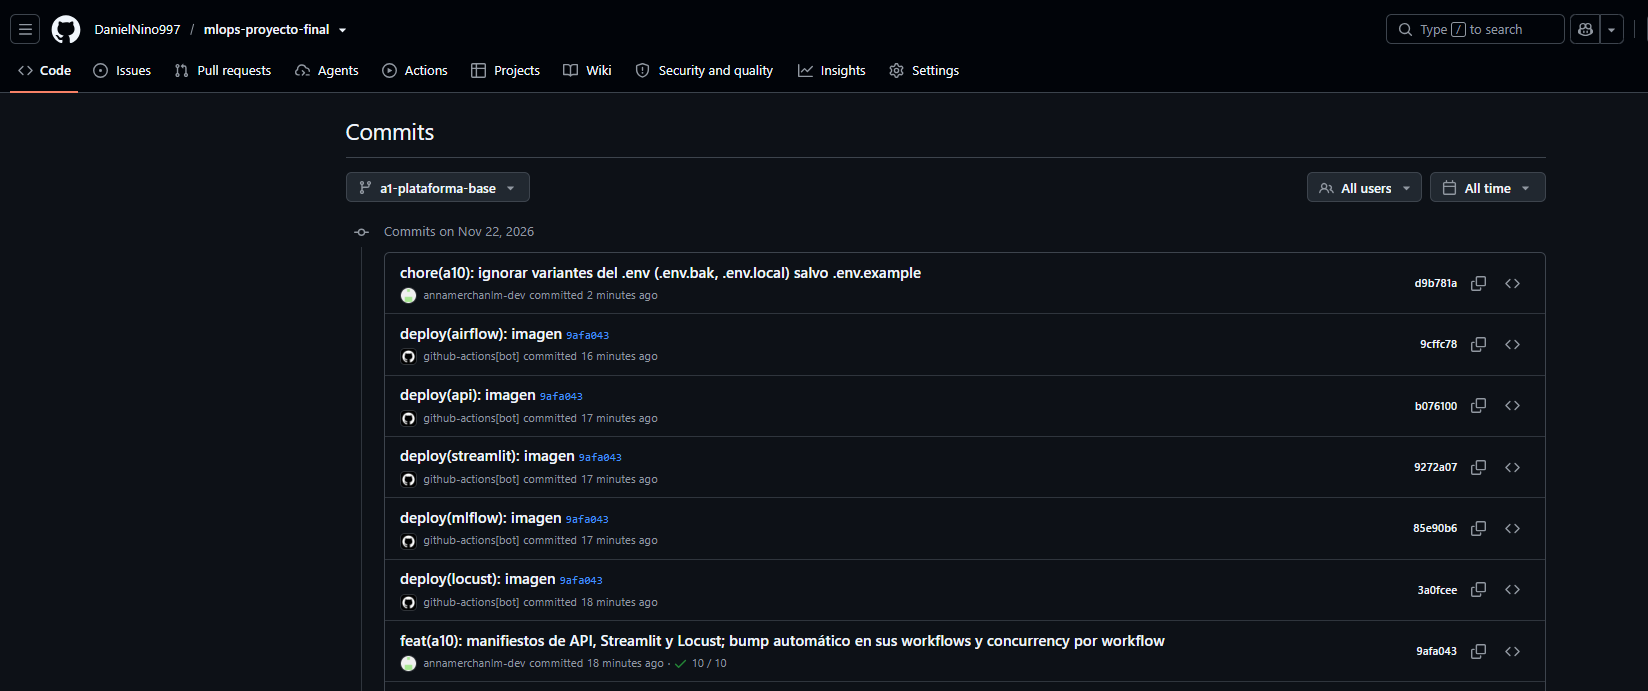 DanielNino997 / mlops-proyecto-final
Type / to search
Code Issues Pull requests Agents Actions Projects Wiki Security and quality Insights Settings
Commits
a1-plataforma-base All users All time
Commits on Nov 22, 2026
chore(a10): ignorar variantes del .env (.env.bak, .env.local) salvo .env.example
annamerchanlm-dev committed 2 minutes ago
d9b781a
deploy(airflow): imagen 9afa043
github-actions[bot] committed 16 minutes ago
9cffc78
deploy(api): imagen 9afa043
github-actions[bot] committed 17 minutes ago
b076100
deploy(streamlit): imagen 9afa043
github-actions[bot] committed 17 minutes ago
9272a07
deploy(mlflow): imagen 9afa043
github-actions[bot] committed 17 minutes ago
85e90b6
deploy(locust): imagen 9afa043
github-actions[bot] committed 18 minutes ago
3a0fcee
feat(a10): manifiestos de API, Streamlit y Locust; bump automático en sus workflows y concurrency por workflow
annamerchanlm-dev committed 18 minutes ago · 10 / 10
9afa043